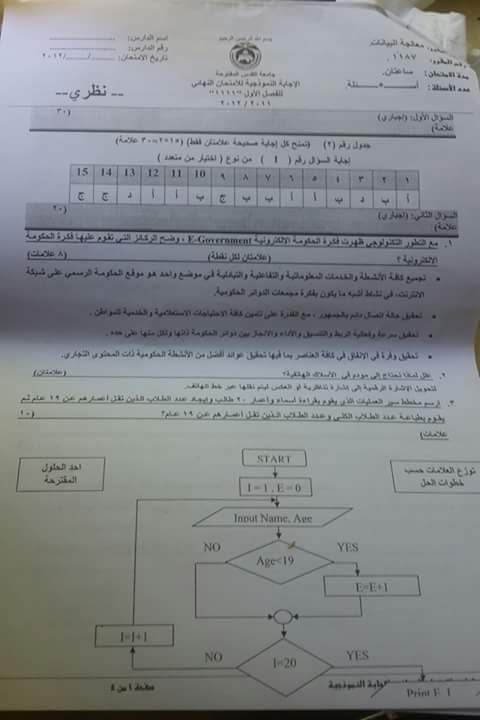 بسم الله الرحمن الرحيم
معالجة البيانات
اسم الدارس:
١١٨٧
رقم الدارس:
جامعة القدس المفتوحة
تاريخ الامتحان: /٢٠١٢
مدة الامتحان: ساعتان
الإجابة النموذجية للامتحان النهائي
-- نظري --
عدد الأسئلة:
للفصل الأول "١١١١"
٢٠١٢ / ٢٠١١
السؤال الأول: (إجباري)
(٣٠
علامة)
جدول رقم (٢) (تمنح كل إجابة صحيحة علامتان فقط) (١٥×٢=٣٠ علامة)
إجابة السؤال رقم ( 1 ) من نوع ( اختيار من متعدد )
١ ٢ ٣ ٤ ٥ ٦ ٧ ٨ ٩ 10 11 12 13 14 15
السؤال الثاني: (إجباري)
(٢٠
علامة)
١. مع التطور التكنولوجي ظهرت فكرة الحكومة الإلكترونية E-Government، وضح الركائز التي تقوم عليها فكرة الحكومة
الإلكترونية ؟ (علامتان لكل نقطة) (٨ علامات)
• تجميع كافة الأنشطة والخدمات المعلوماتية والتفاعلية والتبادلية في موضع واحد هو موقع الحكومة الرسمي على شبكة
الانترنت، في نشاط أشبه ما يكون بفكرة مجمعات الدوائر الحكومية.
• تحقيق حالة اتصال دائم بالجمهور، مع القدرة على تأمين كافة الاحتياجات الاستعلامية والخدمية للمواطن.
• تحقيق سرعة وفعالية الربط والتنسيق والأداء والانجاز بين دوائر الحكومة ذاتها ولكل منها على حده.
• تحقيق وفرة في الإنفاق في كافة العناصر بما فيها تحقيق عوائد أفضل من الأنشطة الحكومية ذات المحتوى التجاري.
٢. علل لماذا نحتاج إلى مودم في الأسلاك الهاتفية؟ (علامتان)
لتحويل الإشارة الرقمية إلى إشارة تناظرية أو العكس ليتم نقلها عبر خط الهاتف.
٣. ارسم مخطط سير العمليات الذي يقوم بقراءة أسماء وأعمار ٢٠ طالب وإيجاد عدد الطلاب الذين تقل أعمارهم عن ١٩ عام ثم
يقوم بطباعة عدد الطلاب الكلي وعدد الطلاب الذين تقل أعمارهم عن ١٩ عام؟ (١٠
علامات)
توزع العلامات حسب
خطوات الحل
احد الحلول
المقترحة
START
I = 1 , E = 0
Input Name, Age
NO
Age<19
YES
E=E+1
I=I+1
NO
I=20
YES
Print E, I
الإجابة النموذجية
صفحة ١ من ٤